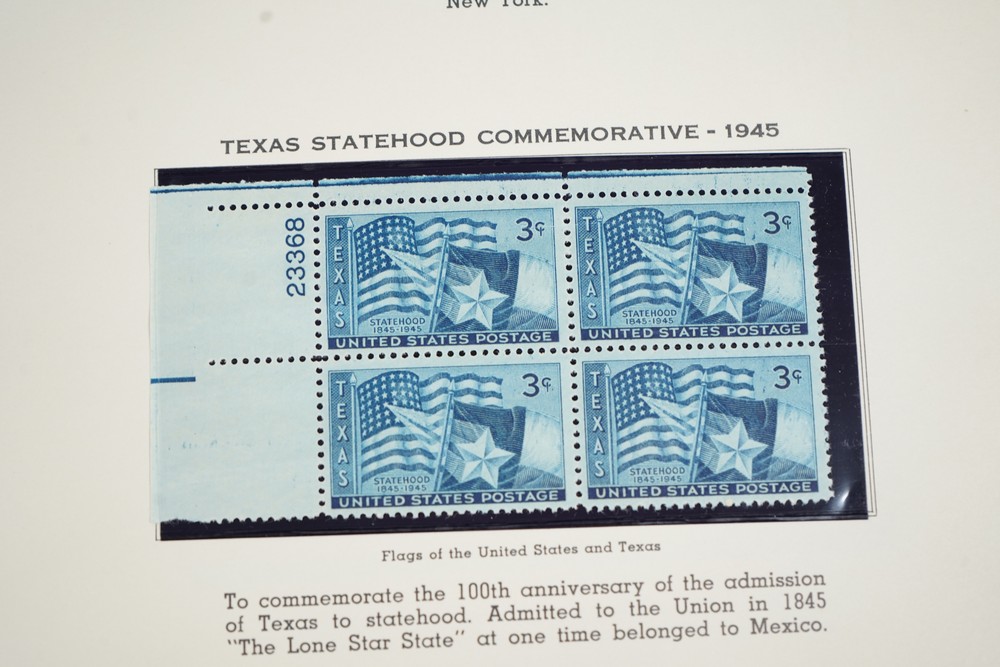 New York.
TEXAS STATEHOOD COMMEMORATIVE - 1945
23368
TEXAS
3¢
STATEHOOD
1845-1945
UNITED STATES POSTAGE
TEXAS
3¢
STATEHOOD
1845-1945
UNITED STATES POSTAGE
TEXAS
3¢
STATEHOOD
1845-1945
UNITED STATES POSTAGE
TEXAS
3¢
STATEHOOD
1845-1945
UNITED STATES POSTAGE
Flags of the United States and Texas
To commemorate the 100th anniversary of the admission
of Texas to statehood. Admitted to the Union in 1845
"The Lone Star State" at one time belonged to Mexico.